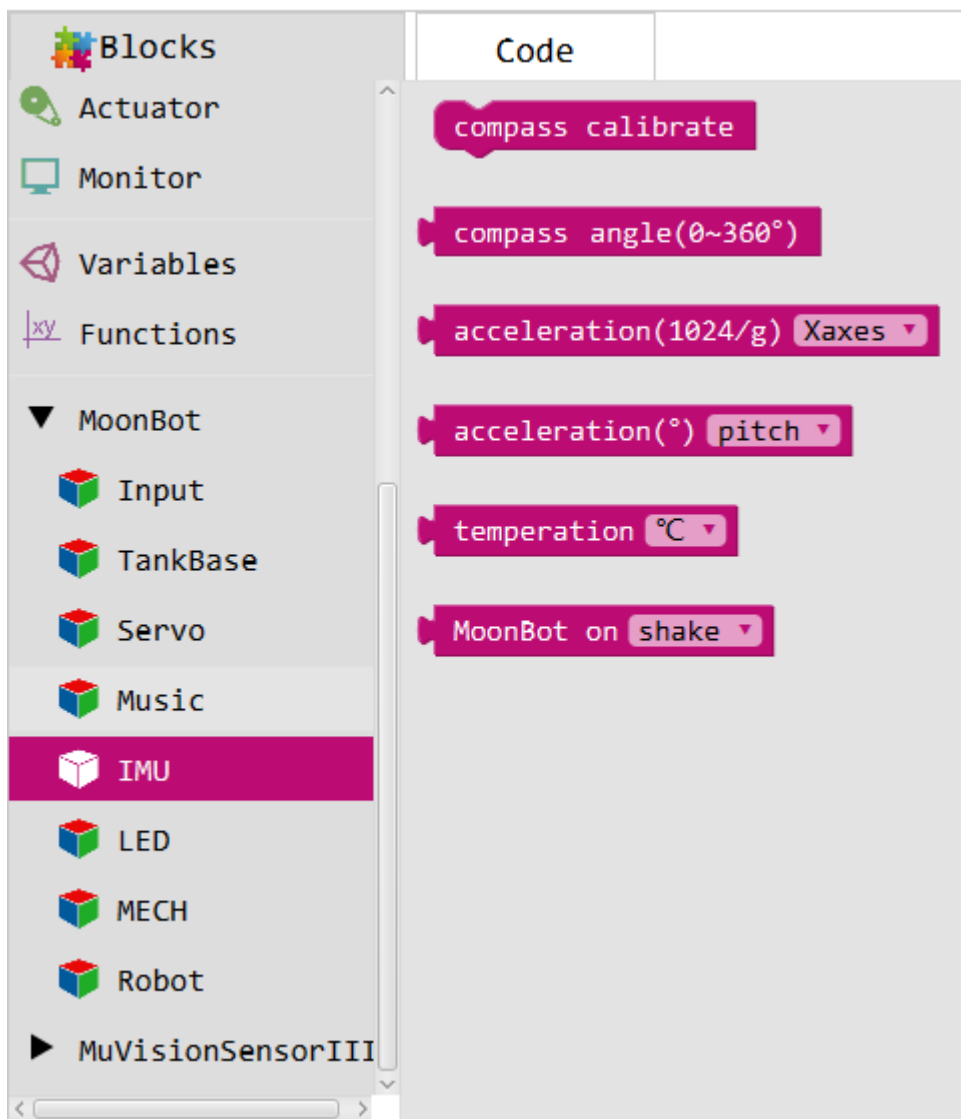 Blocks
Code
Actuator
Monitor
Variables
xy Functions
MoonBot
Input
TankBase
Servo
Music
IMU
LED
MECH
Robot
MuVisionSensorIII
compass calibrate
compass angle(0~360°)
acceleration(1024/g) Xaxes
acceleration(°) pitch
temperation ℃
MoonBot on shake